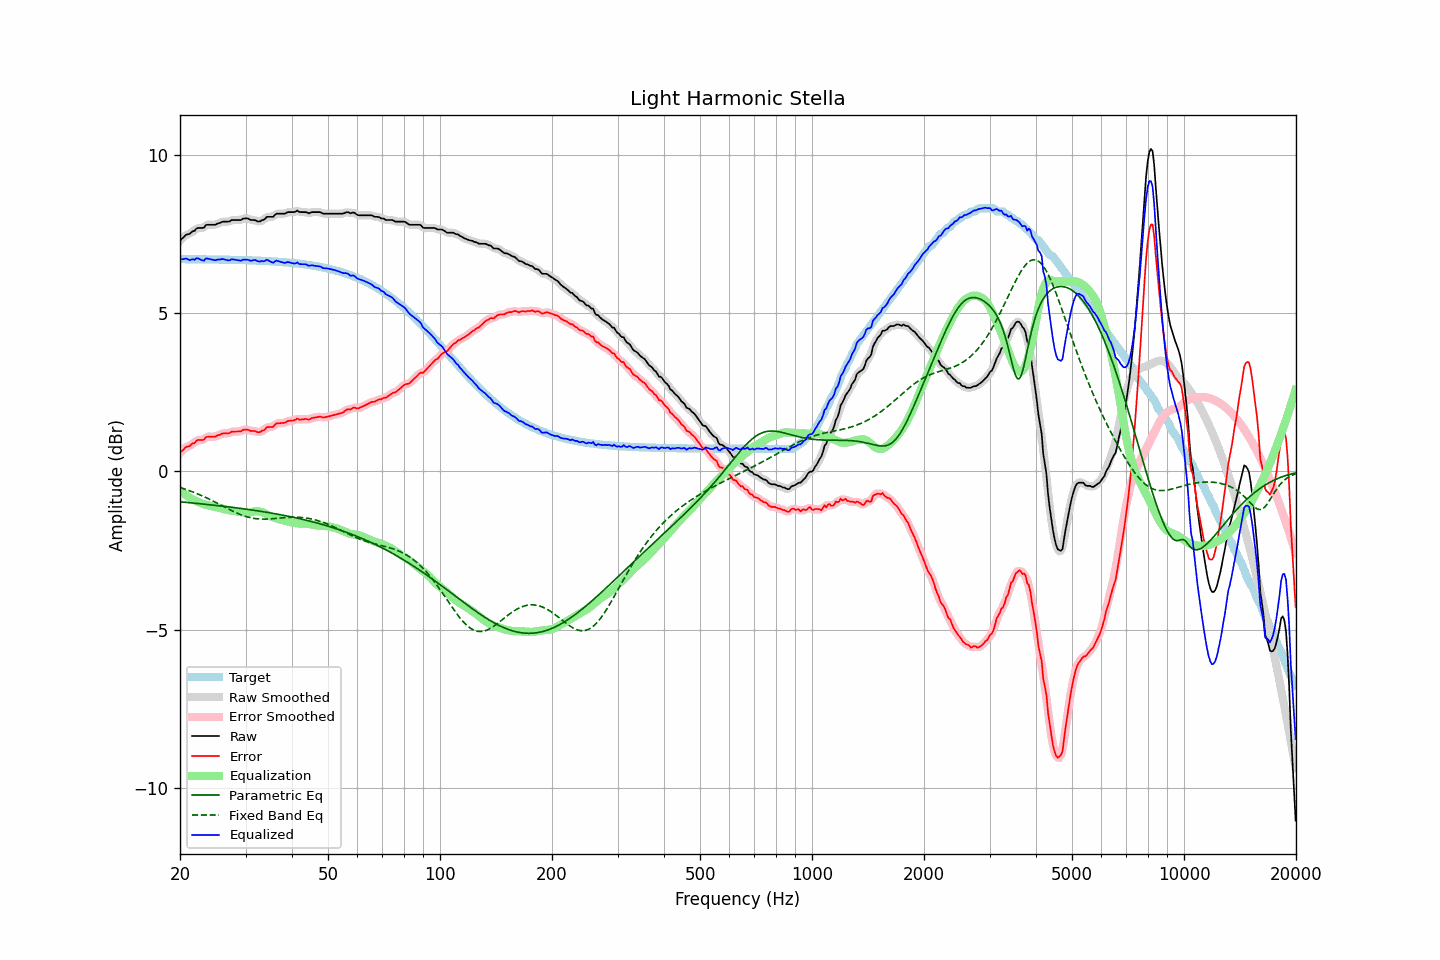 Light Harmonic Stella
10
5
0
−5
−10
Amplitude (dBr)
Target
Raw Smoothed
Error Smoothed
Raw
Error
Equalization
Parametric Eq
Fixed Band Eq
Equalized
20 50 100 200 500 1000 2000 5000 10000 20000
Frequency (Hz)